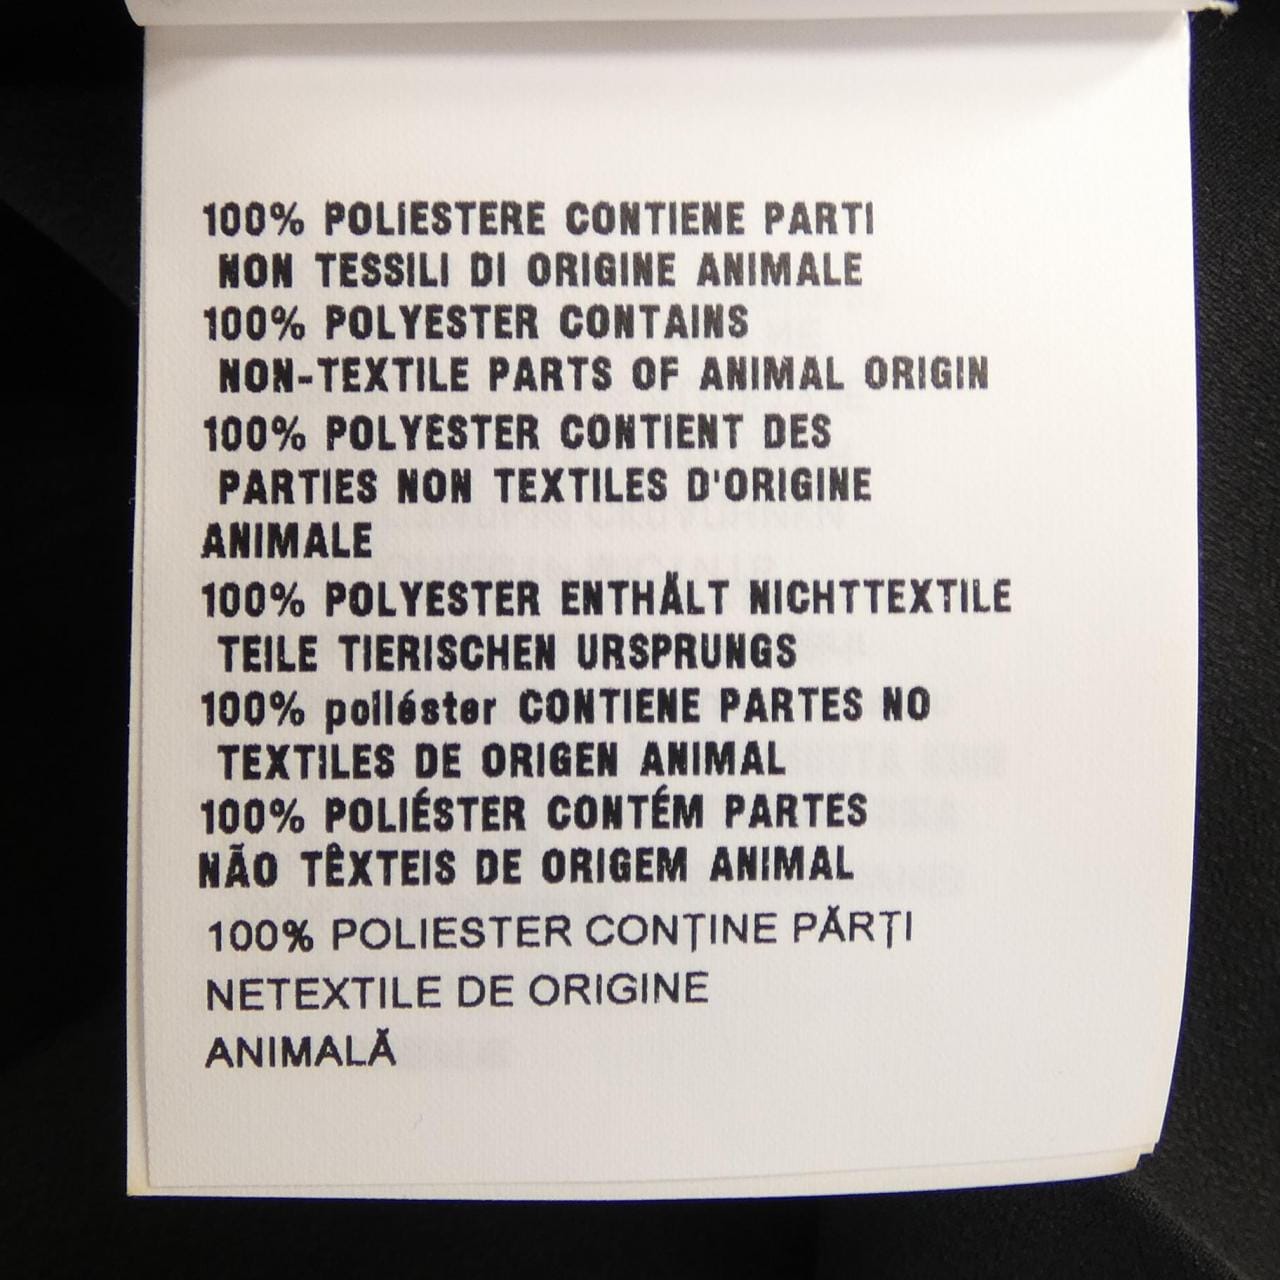 100% POLIESTERE CONTIENE PARTI
NON TESSILI DI ORIGINE ANIMALE
100% POLYESTER CONTAINS
NON-TEXTILE PARTS OF ANIMAL ORIGIN
100% POLYESTER CONTIENT DES
PARTIES NON TEXTILES D'ORIGINE
ANIMALE
100% POLYESTER ENTHÄLT NICHTTEXTILE
TEILE TIERISCHEN URSPRUNGS
100% poliéster CONTIENE PARTES NO
TEXTILES DE ORIGEN ANIMAL
100% POLIÉSTER CONTÉM PARTES
NÃO TÊXTEIS DE ORIGEM ANIMAL
100% POLIESTER CONȚINE PĂRȚI
NETEXTILE DE ORIGINE
ANIMALĂ